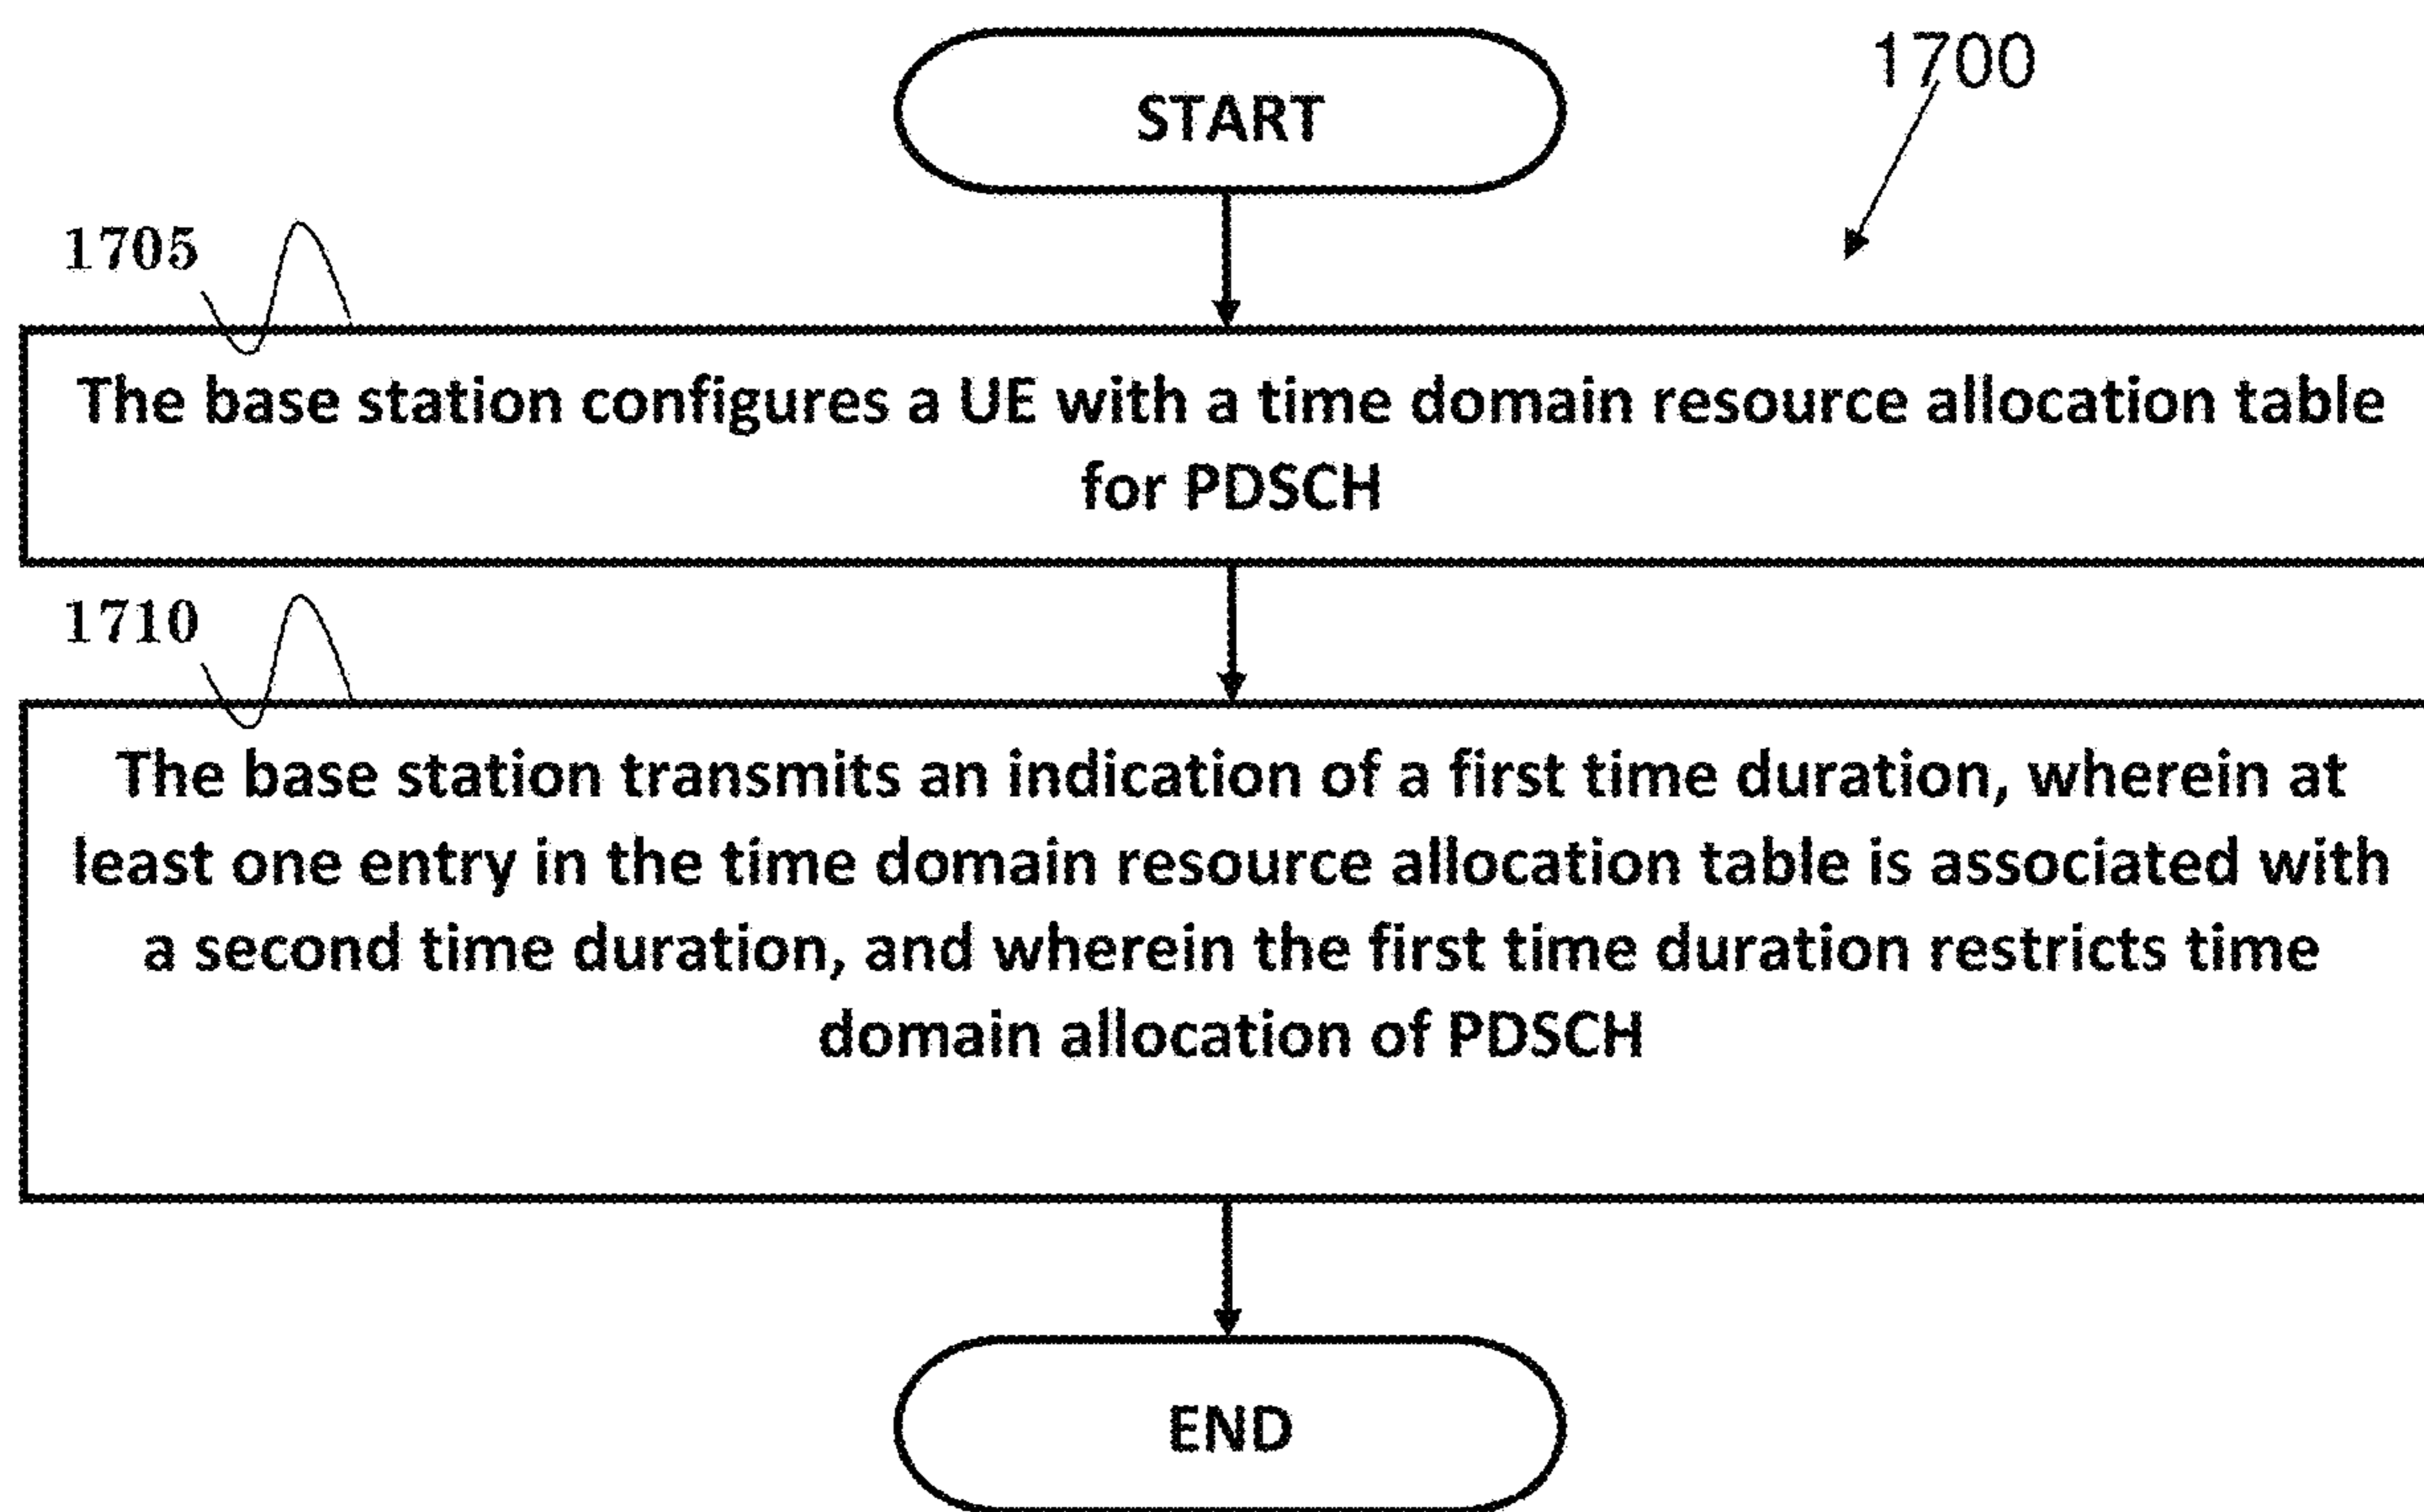 START
1700
1705
The base station configures a UE with a time domain resource allocation table
for PDSCH
1710
The base station transmits an indication of a first time duration, wherein at
least one entry in the time domain resource allocation table is associated with
a second time duration, and wherein the first time duration restricts time
domain allocation of PDSCH
END